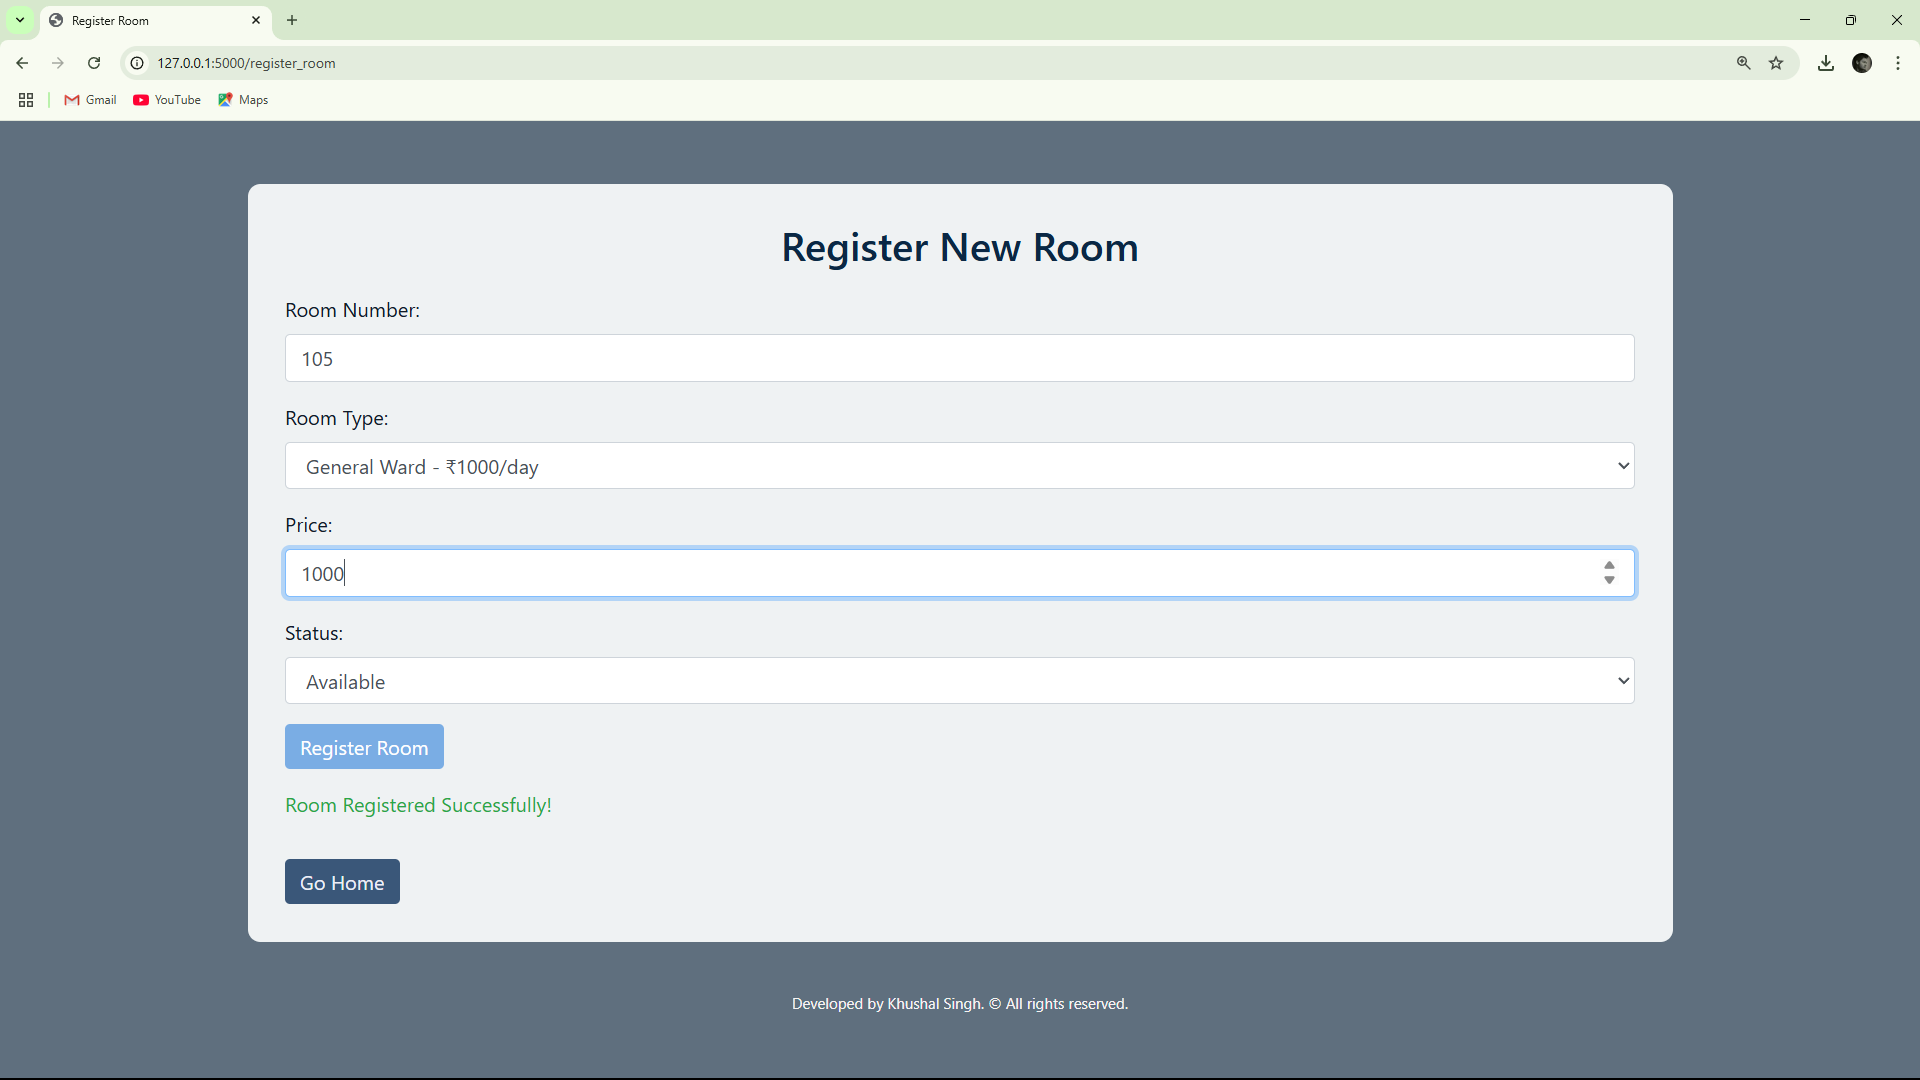 Register Room
127.0.0.1:5000/register_room
Gmail
YouTube
Maps
Register New Room
Room Number:
105
Room Type:
General Ward - ₹1000/day
Price:
1000
Status:
Available
Register Room
Room Registered Successfully!
Go Home
Developed by Khushal Singh. © All rights reserved.